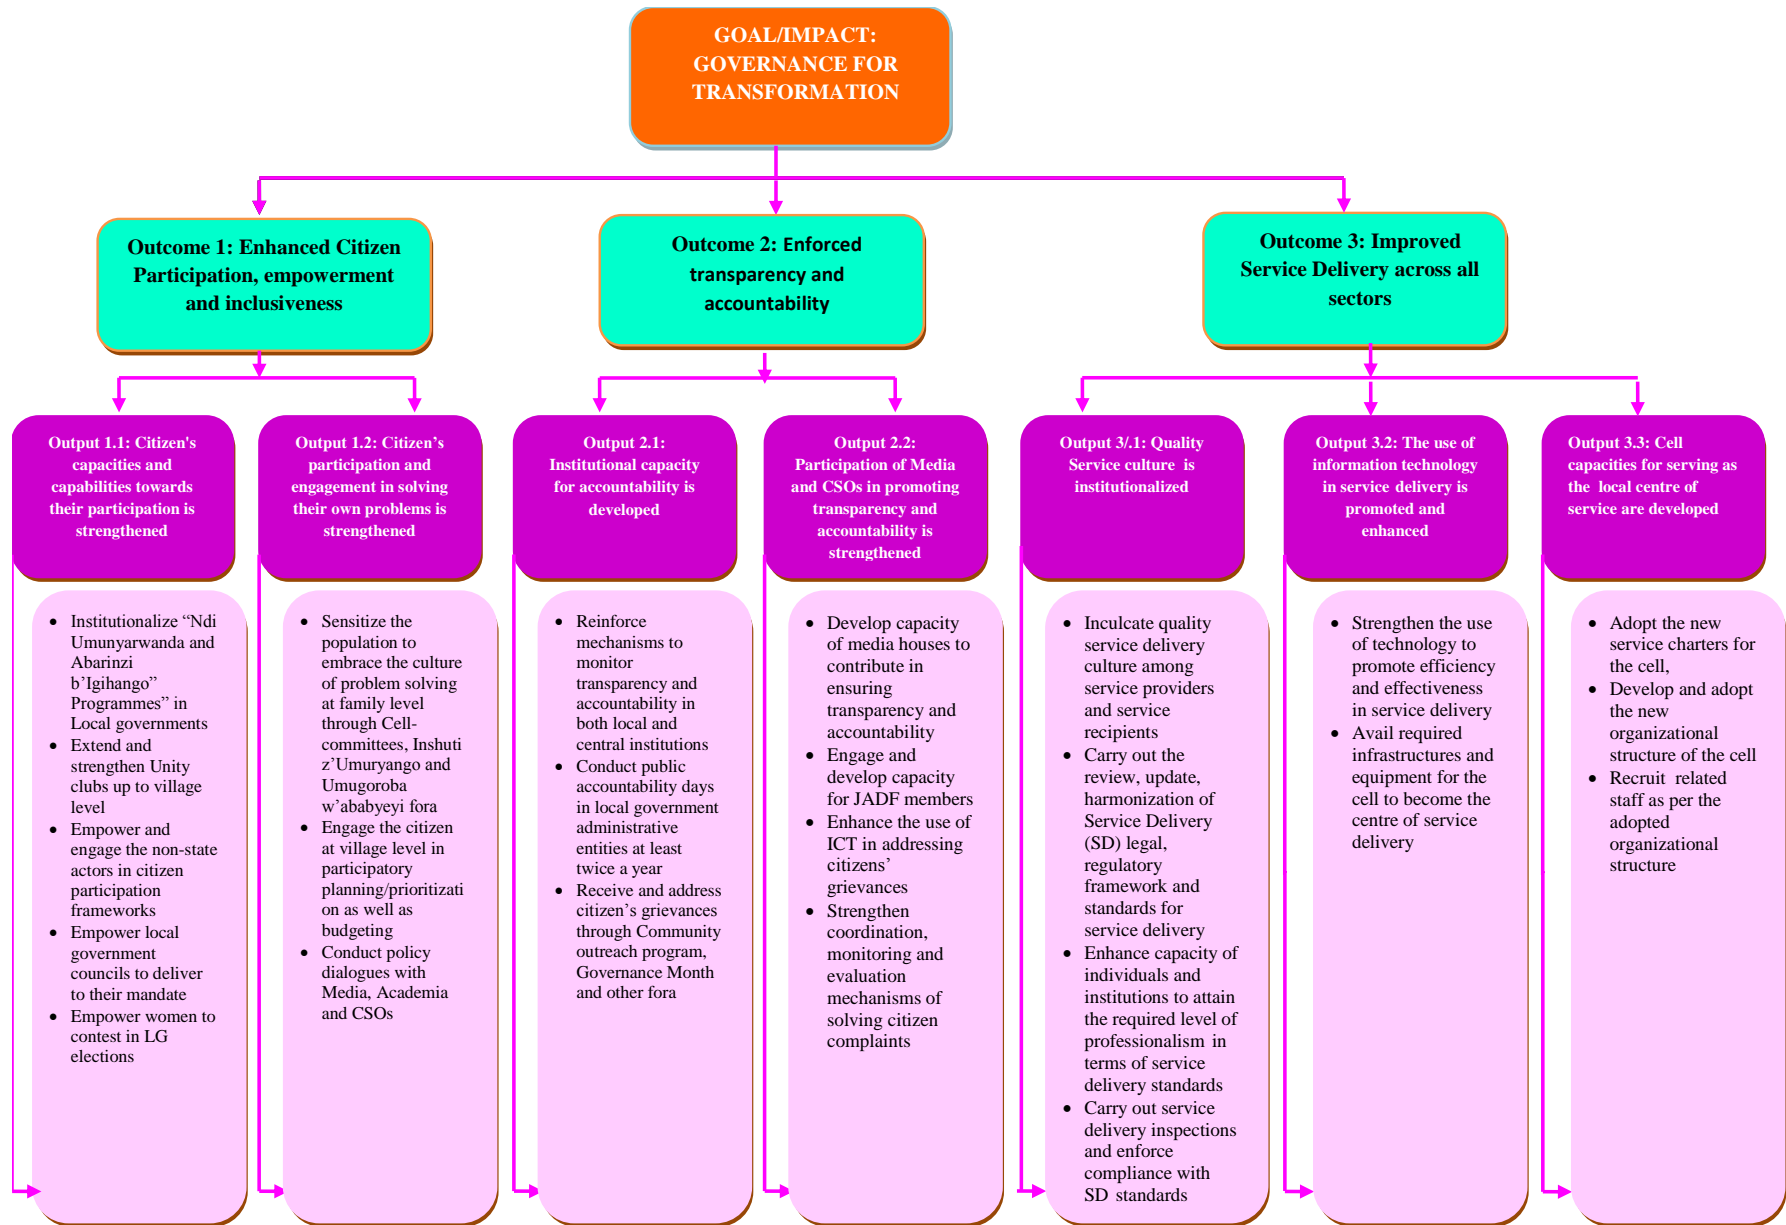 GOAL/IMPACT:
GOVERNANCE FOR
TRANSFORMATION
Outcome 1: Enhanced Citizen
Participation, empowerment
and inclusiveness
Outcome 2: Enforced
transparency and
accountability
Outcome 3: Improved
Service Delivery across all
sectors
Output 1.1: Citizen's
capacities and
capabilities towards
their participation is
strengthened
Output 1.2: Citizen’s
participation and
engagement in solving
their own problems is
strengthened
Output 2.1:
Institutional capacity
for accountability is
developed
Output 2.2:
Participation of Media
and CSOs in promoting
transparency and
accountability is
strengthened
Output 3/.1: Quality
Service culture is
institutionalized
Output 3.2: The use of
information technology
in service delivery is
promoted and
enhanced
Output 3.3: Cell
capacities for serving as
the local centre of
service are developed
• Institutionalize “Ndi
Umunyarwanda and
Abarinzi
b’Igihango”
Programmes” in
Local governments
• Extend and
strengthen Unity
clubs up to village
level
• Empower and
engage the non-state
actors in citizen
participation
frameworks
• Empower local
government
councils to deliver
to their mandate
• Empower women to
contest in LG
elections
• Sensitize the
population to
embrace the culture
of problem solving
at family level
through Cell-
committees, Inshuti
z’Umuryango and
Umugoroba
w’ababyeyi fora
• Engage the citizen
at village level in
participatory
planning/prioritizati
on as well as
budgeting
• Conduct policy
dialogues with
Media, Academia
and CSOs
• Reinforce
mechanisms to
monitor
transparency and
accountability in
both local and
central institutions
• Conduct public
accountability days
in local government
administrative
entities at least
twice a year
• Receive and address
citizen’s grievances
through Community
outreach program,
Governance Month
and other fora
• Develop capacity
of media houses to
contribute in
ensuring
transparency and
accountability
• Engage and
develop capacity
for JADF members
• Enhance the use of
ICT in addressing
citizens’
grievances
• Strengthen
coordination,
monitoring and
evaluation
mechanisms of
solving citizen
complaints
• Inculcate quality
service delivery
culture among
service providers
and service
recipients
• Carry out the
review, update,
harmonization of
Service Delivery
(SD) legal,
regulatory
framework and
standards for
service delivery
• Enhance capacity of
individuals and
institutions to attain
the required level of
professionalism in
terms of service
delivery standards
• Carry out service
delivery inspections
and enforce
compliance with
SD standards
• Strengthen the use
of technology to
promote efficiency
and effectiveness
in service delivery
• Avail required
infrastructures and
equipment for the
cell to become the
centre of service
delivery
• Adopt the new
service charters for
the cell,
• Develop and adopt
the new
organizational
structure of the cell
• Recruit related
staff as per the
adopted
organizational
structure